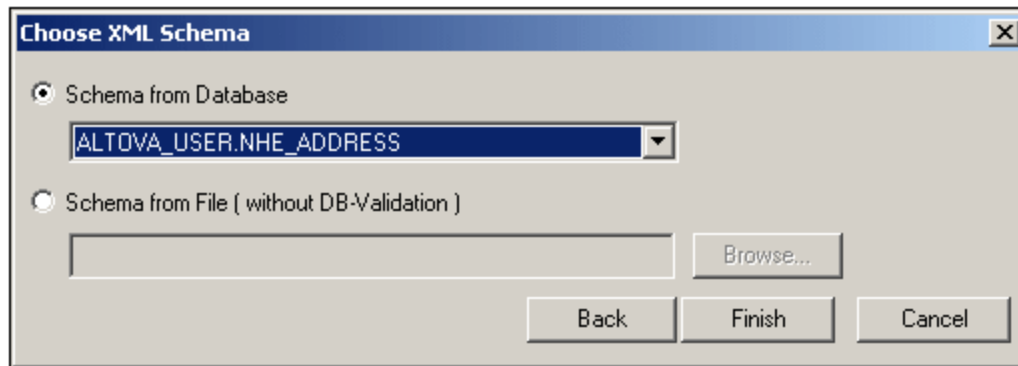 Choose XML Schema
Schema from Database
ALTOVA_USER.NHE_ADDRESS
Schema from File ( without DB-Validation )
Browse...
Back Finish Cancel